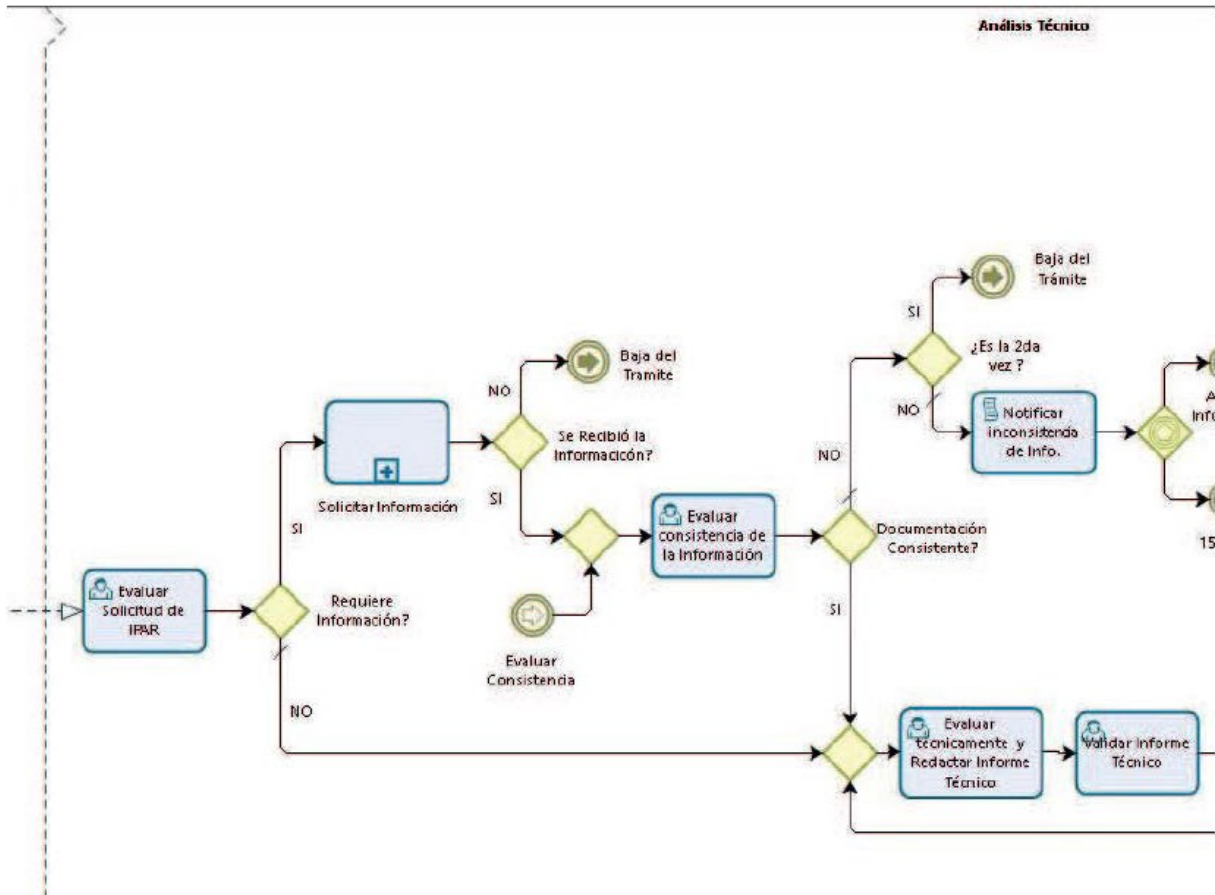 Análisis Técnico
Baja del
Trámite
SI
¿Es la 2da
vez ?
NO
Notificar
inconsistencia
de Info.
A
Info
15
Baja del
Tramite
NO
Se Recibió la
Informacicón?
SI
Solicitar Información
SI
Evaluar
consistencia de
la Información
NO
Documentación
Consistente?
SI
Evaluar
Solicitud de
IPAR
Requiere
Información?
NO
Evaluar
Consistencia
Evaluar
técnicamente y
Redactar Informe
Técnico
Validar Informe
Técnico